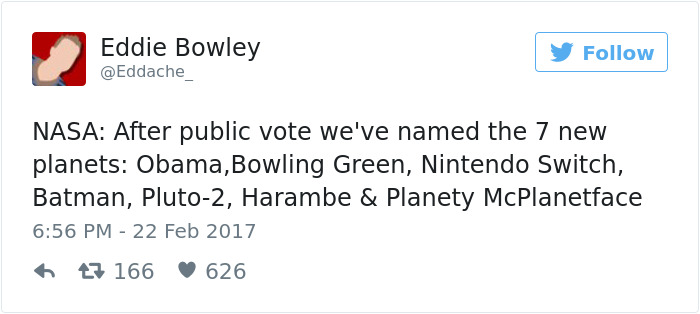 Eddie Bowley
@Eddache_
Follow
NASA: After public vote we've named the 7 new
planets: Obama,Bowling Green, Nintendo Switch,
Batman, Pluto-2, Harambe & Planety McPlanetface
6:56 PM - 22 Feb 2017
166 626